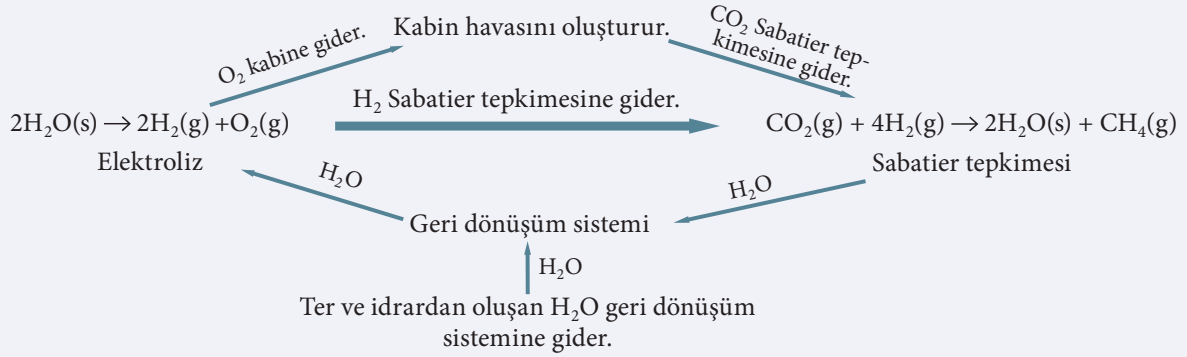 Kabin havasını oluşturur.
O₂ kabine gider.
CO₂ Sabatier tep-
kimesine gider.
H₂ Sabatier tepkimesine gider.
2H₂O(s) → 2H₂(g) +O₂(g)
CO₂(g) + 4H₂(g) → 2H₂O(s) + CH₄(g)
Elektroliz
Sabatier tepkimesi
H₂O
H₂O
Geri dönüşüm sistemi
H₂O
Ter ve idrardan oluşan H₂O geri dönüşüm
sistemine gider.